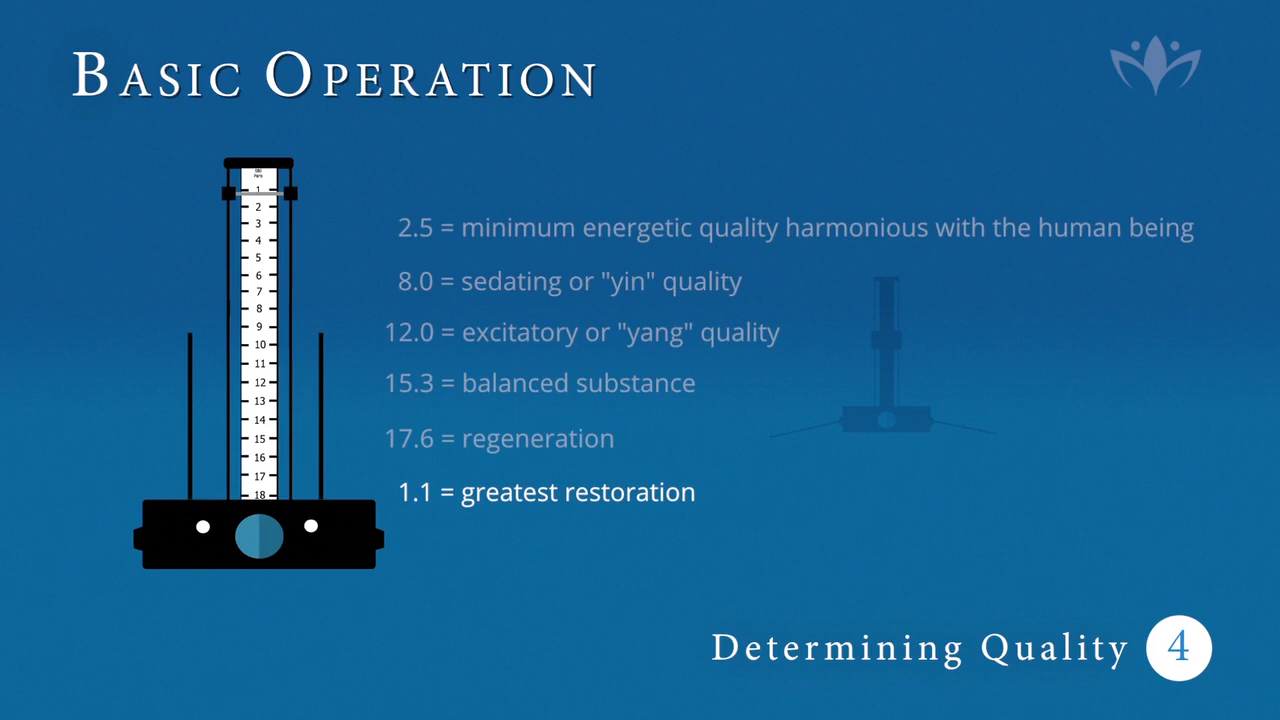 Basic Operation
1
2
3
4
5
6
7
8
9
10
11
12
13
14
15
16
17
18
2.5 = minimum energetic quality harmonious with the human being
8.0 = sedating or "yin" quality
12.0 = excitatory or "yang" quality
15.3 = balanced substance
17.6 = regeneration
1.1 = greatest restoration
Determining Quality 4